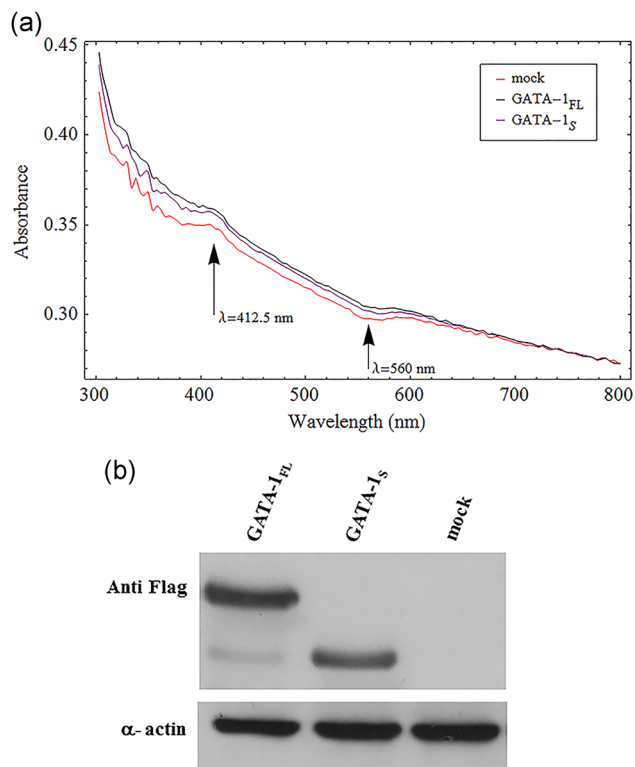 (a)
0.45
0.40
0.35
0.30
Absorbance
mock
GATA-1FL
GATA-1S
λ=412.5 nm
λ=560 nm
300 400 500 600 700 800
Wavelength (nm)
(b)
GATA-1FL
GATA-1S
mock
Anti Flag
α- actin